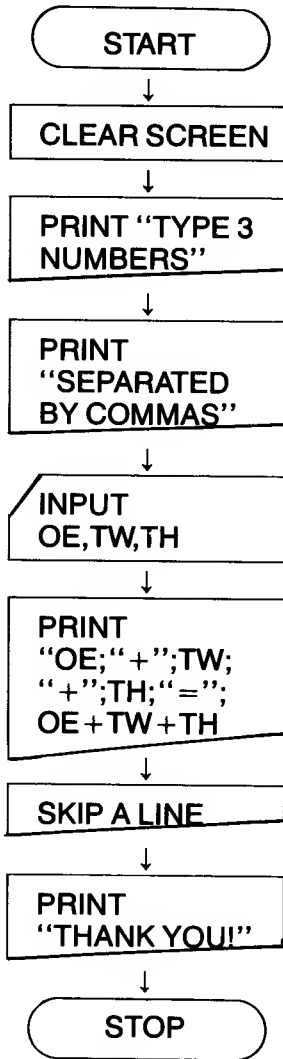 START
CLEAR SCREEN
PRINT “TYPE 3
NUMBERS”
PRINT
“SEPARATED
BY COMMAS”
INPUT
OE,TW,TH
PRINT
“OE;“+”;TW;
“+”;TH;“=”;
OE+TW+TH
SKIP A LINE
PRINT
“THANK YOU!”
STOP